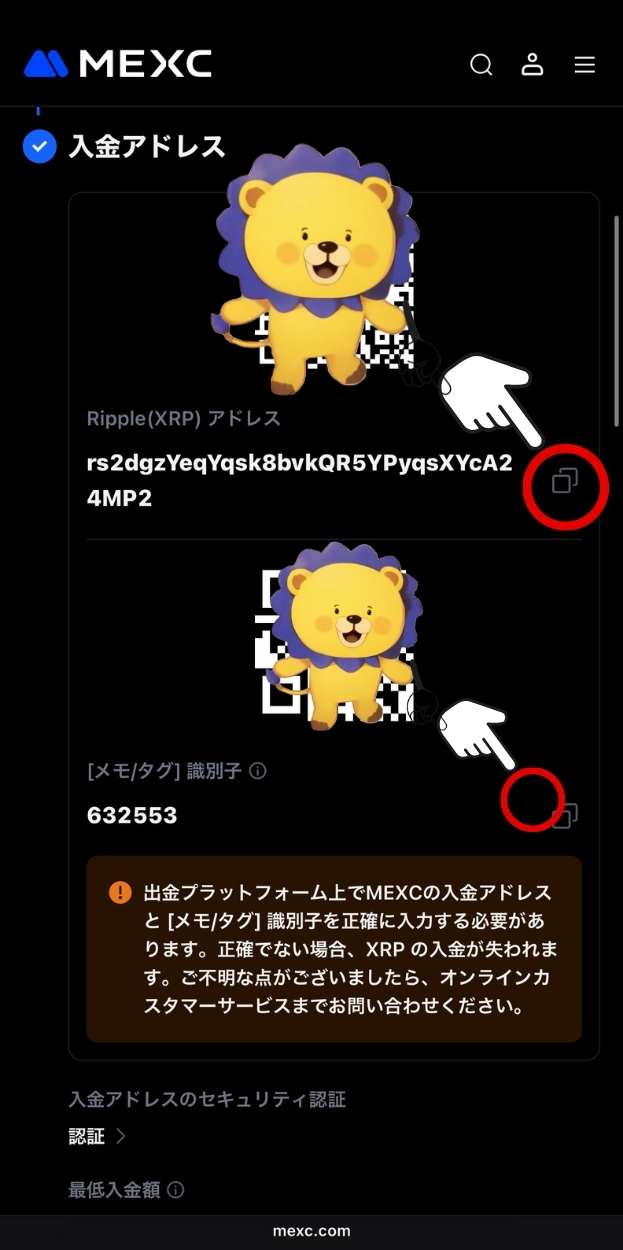 MEXC
入金アドレス
Ripple(XRP) アドレス
rs2dgzYeqYqsk8bvkQR5YPyqsXYcA2
4MP2
[メモ/タグ] 識別子
632553
出金プラットフォーム上でMEXCの入金アドレス
と [メモ/タグ] 識別子を正確に入力する必要があ
ります。正確でない場合、XRP の入金が失われま
す。ご不明な点がございましたら、オンラインカ
スタマーサービスまでお問い合わせください。
入金アドレスのセキュリティ認証
認証
最低入金額
mexc.com